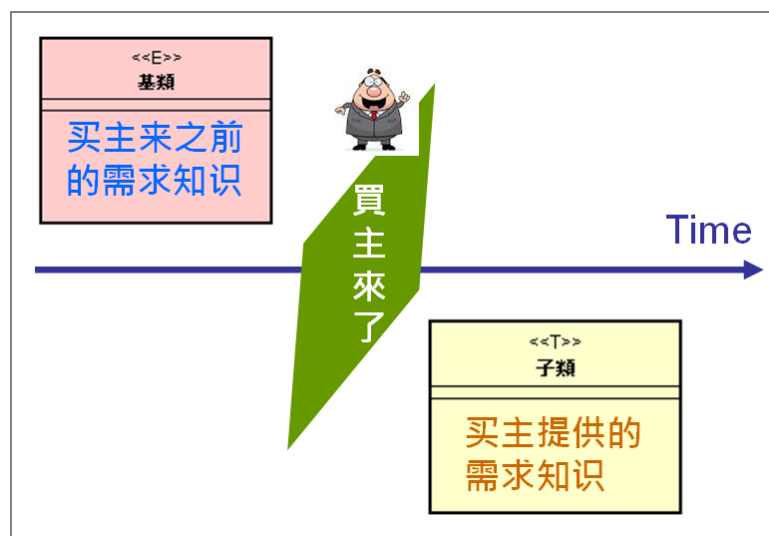 <<E>>
基類
买主来之前
的需求知识
買主來了
Time
<<T>>
子類
买主提供的
需求知识